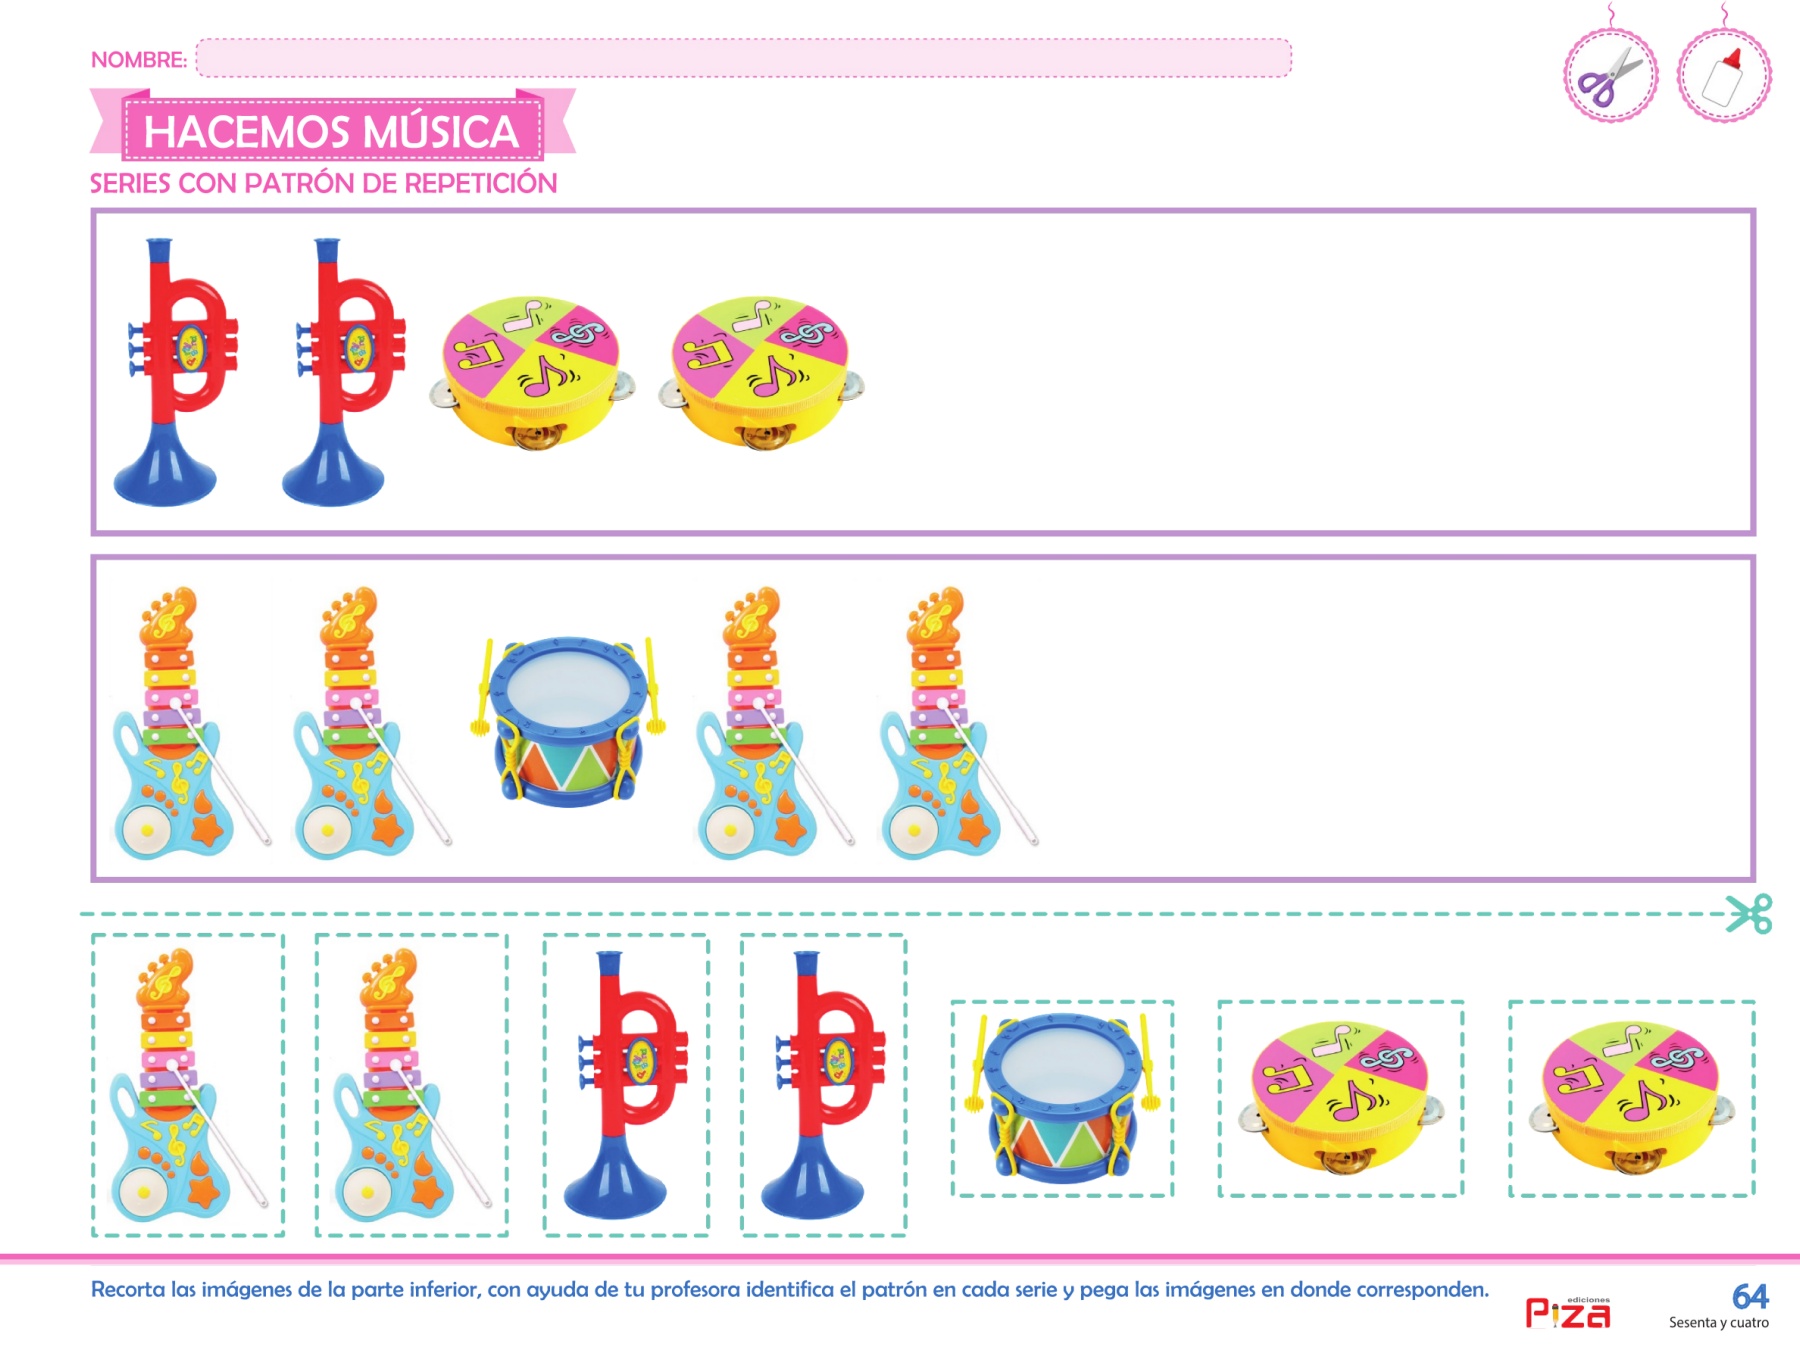 NOMBRE:
HACEMOS MÚSICA
SERIES CON PATRÓN DE REPETICIÓN
Recorta las imágenes de la parte inferior, con ayuda de tu profesora identifica el patrón en cada serie y pega las imágenes en donde corresponden.
ediciones
Piza
64
Sesenta y cuatro